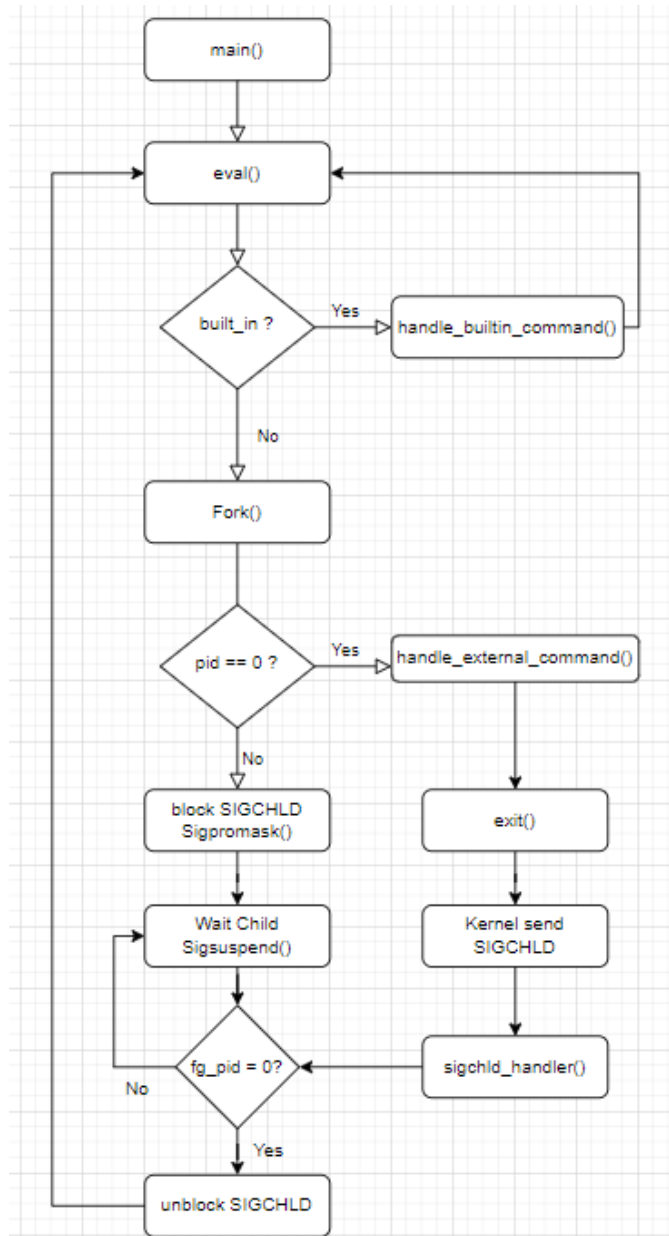 main()
eval()
built_in ?
Yes
handle_builtin_command()
No
Fork()
pid == 0 ?
Yes
handle_external_command()
No
block SIGCHLD
Sigpromask()
exit()
Wait Child
Sigsuspend()
Kernel send
SIGCHLD
fg_pid = 0?
sigchld_handler()
No
Yes
unblock SIGCHLD